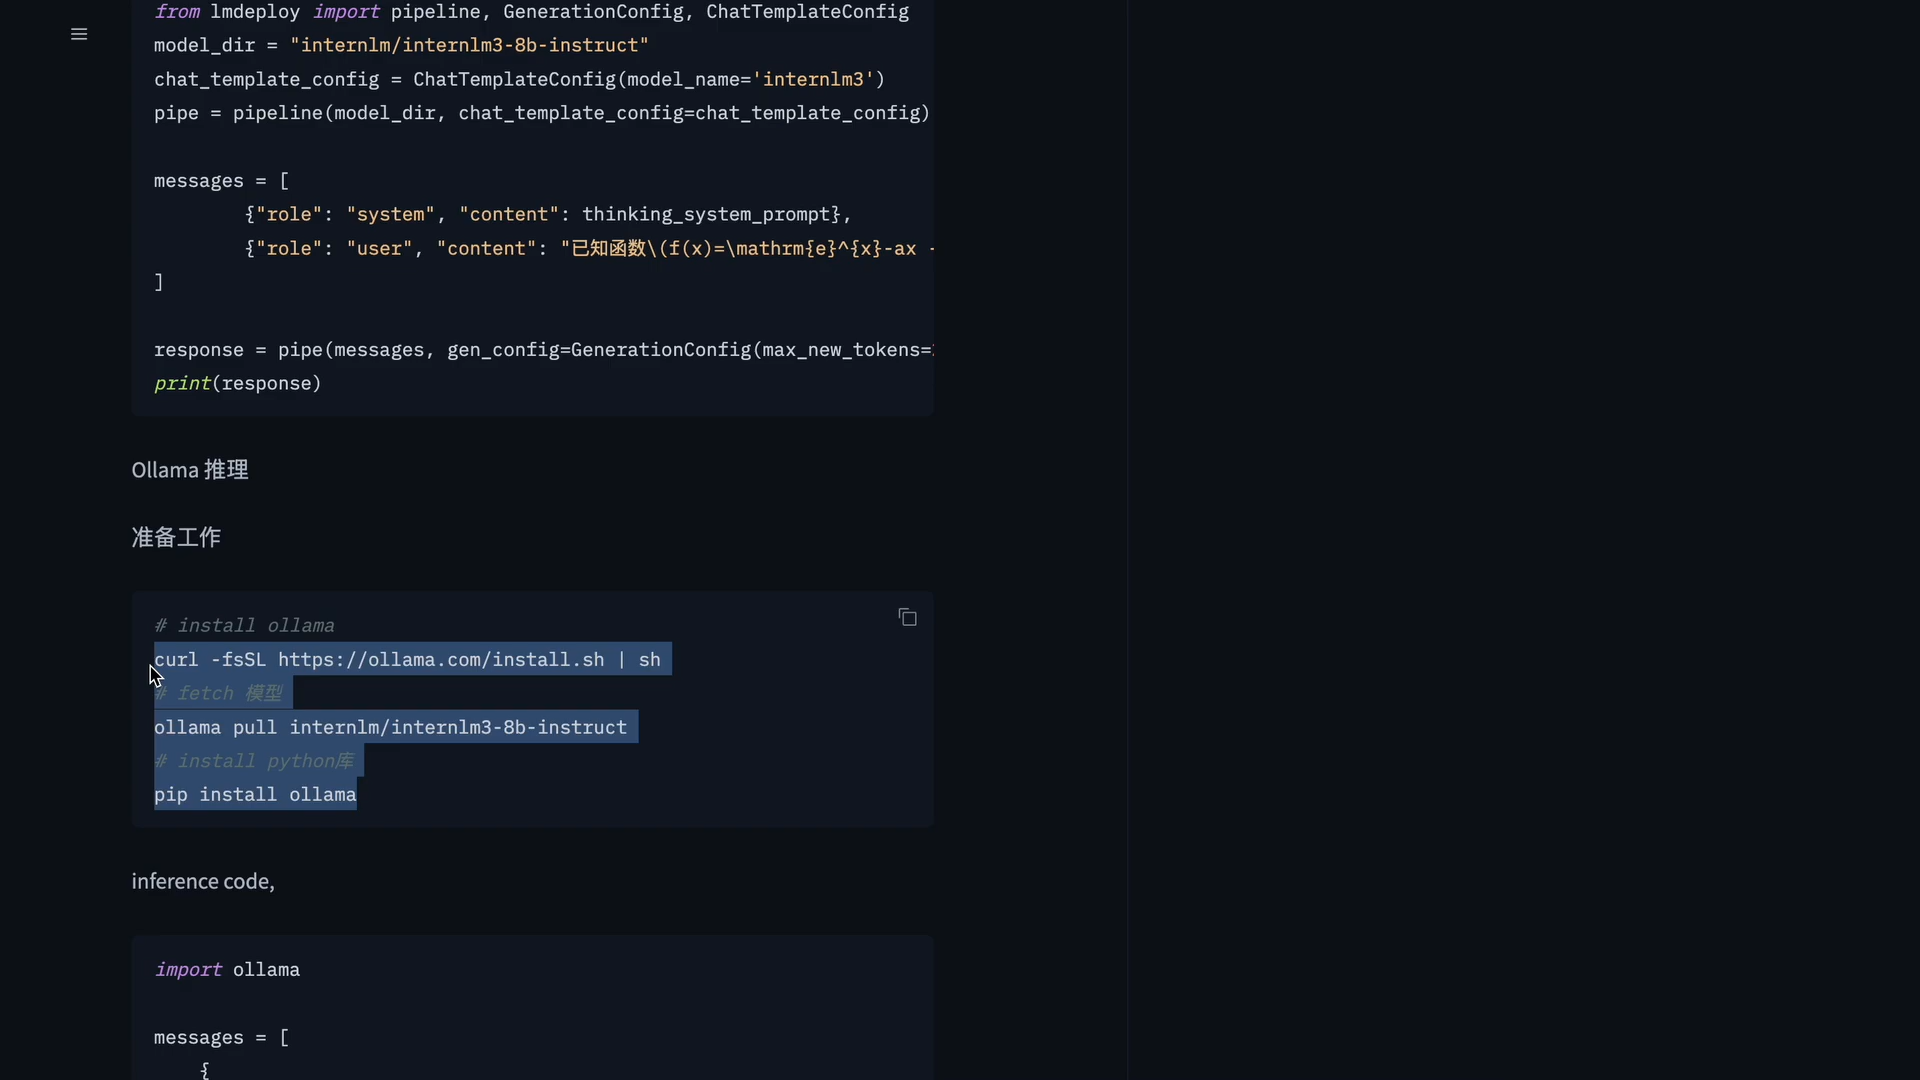 from lmdeploy import pipeline, GenerationConfig, ChatTemplateConfig
model_dir = "internlm/internlm3-8b-instruct"
chat_template_config = ChatTemplateConfig(model_name='internlm3')
pipe = pipeline(model_dir, chat_template_config=chat_template_config)
messages = [
{"role": "system", "content": thinking_system_prompt},
{"role": "user", "content": "已知函数\(f(x)=\mathrm{e}^{x}-ax -
]
response = pipe(messages, gen_config=GenerationConfig(max_new_tokens=
print(response)
Ollama 推理
准备工作
# install ollama
curl -fsSL https://ollama.com/install.sh | sh
# fetch 模型
ollama pull internlm/internlm3-8b-instruct
# install python库
pip install ollama
inference code,
import ollama
messages = [
{